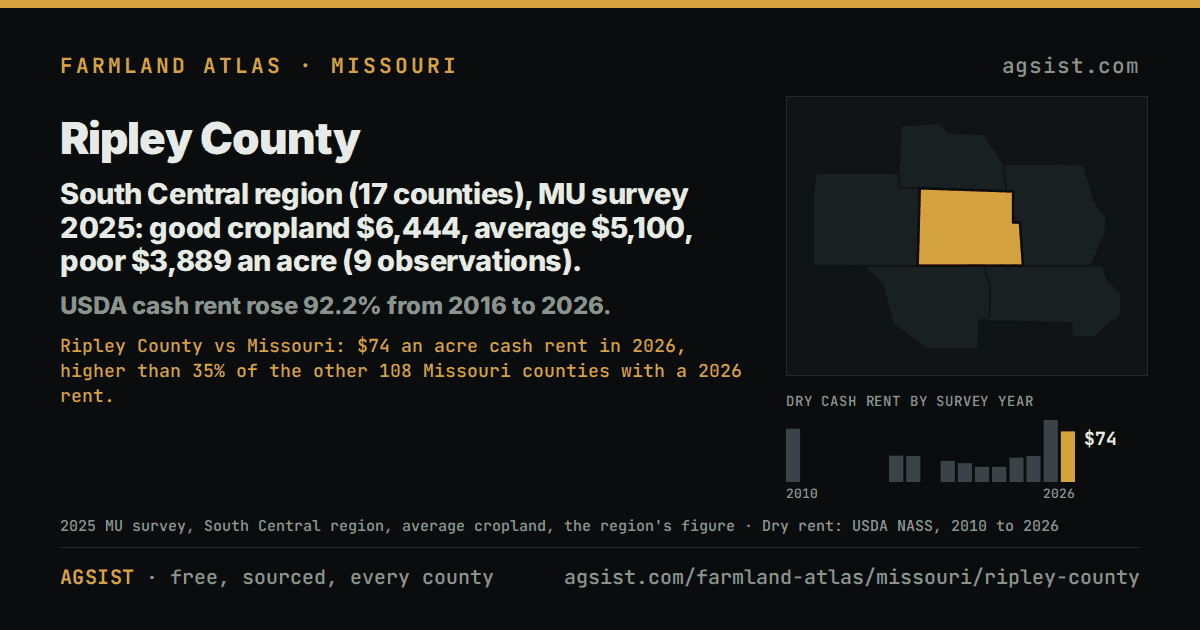 FARMLAND ATLAS · MISSOURI
agsist.com
Ripley County
South Central region (17 counties), MU survey
2025: good cropland $6,444, average $5,100,
poor $3,889 an acre (9 observations).
USDA cash rent rose 92.2% from 2016 to 2026.
Ripley County vs Missouri: $74 an acre cash rent in 2026,
higher than 35% of the other 108 Missouri counties with a 2026
rent.
DRY CASH RENT BY SURVEY YEAR
$74
2010 2026
2025 MU survey, South Central region, average cropland, the region's figure · Dry rent: USDA NASS, 2010 to 2026
AGSIST · free, sourced, every county
agsist.com/farmland-atlas/missouri/ripley-county